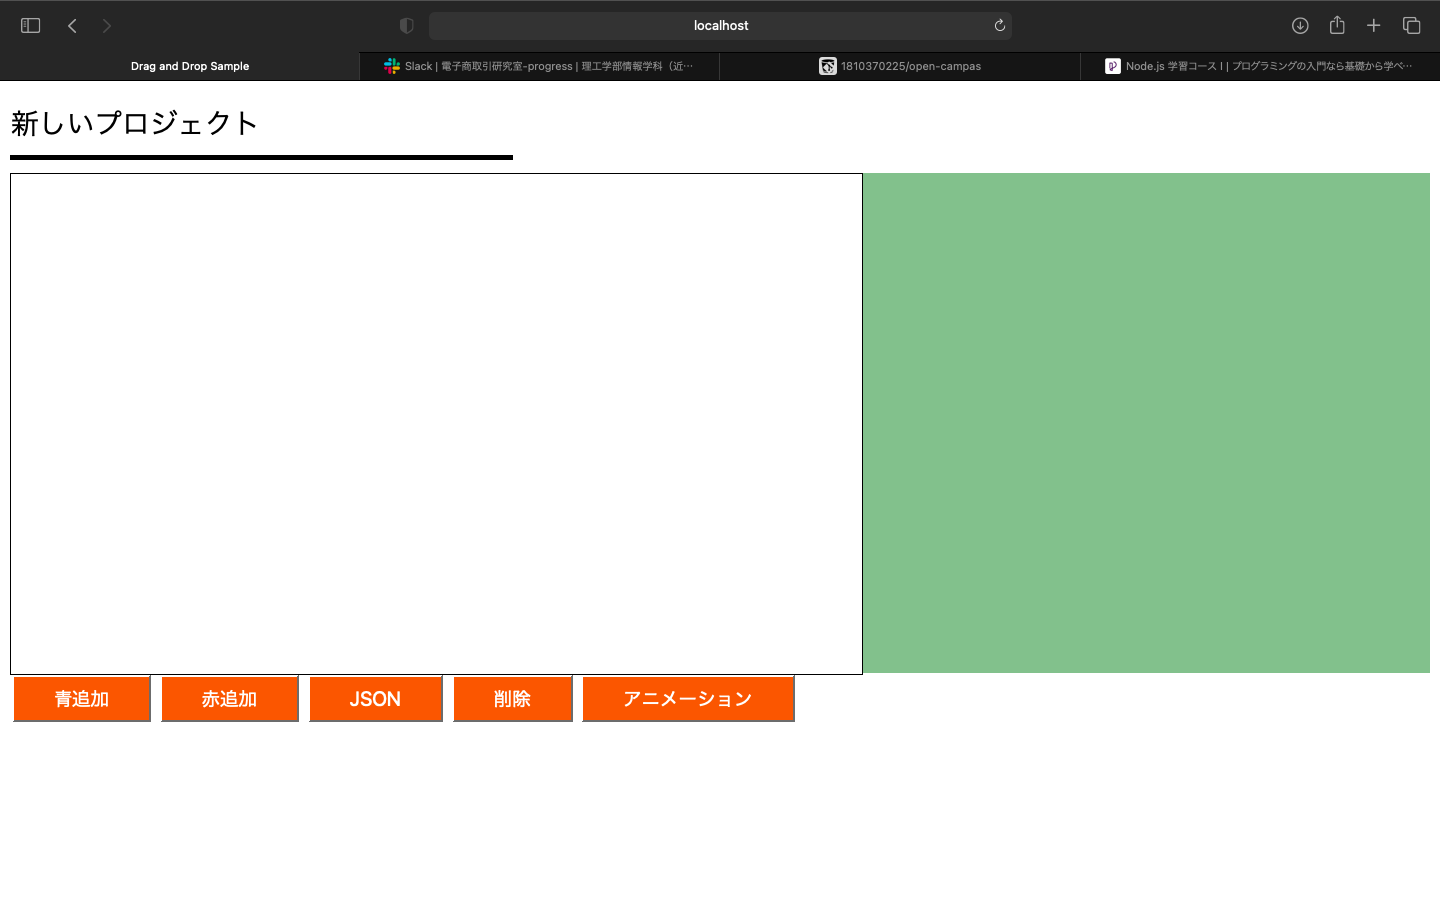 localhost
Drag and Drop Sample
Slack | 電子商取引研究室-progress | 理工学部情報学科（近…
1810370225/open-campas
Node.js 学習コース I | プログラミングの入門なら基礎から学べ…
新しいプロジェクト
青追加
赤追加
JSON
削除
アニメーション